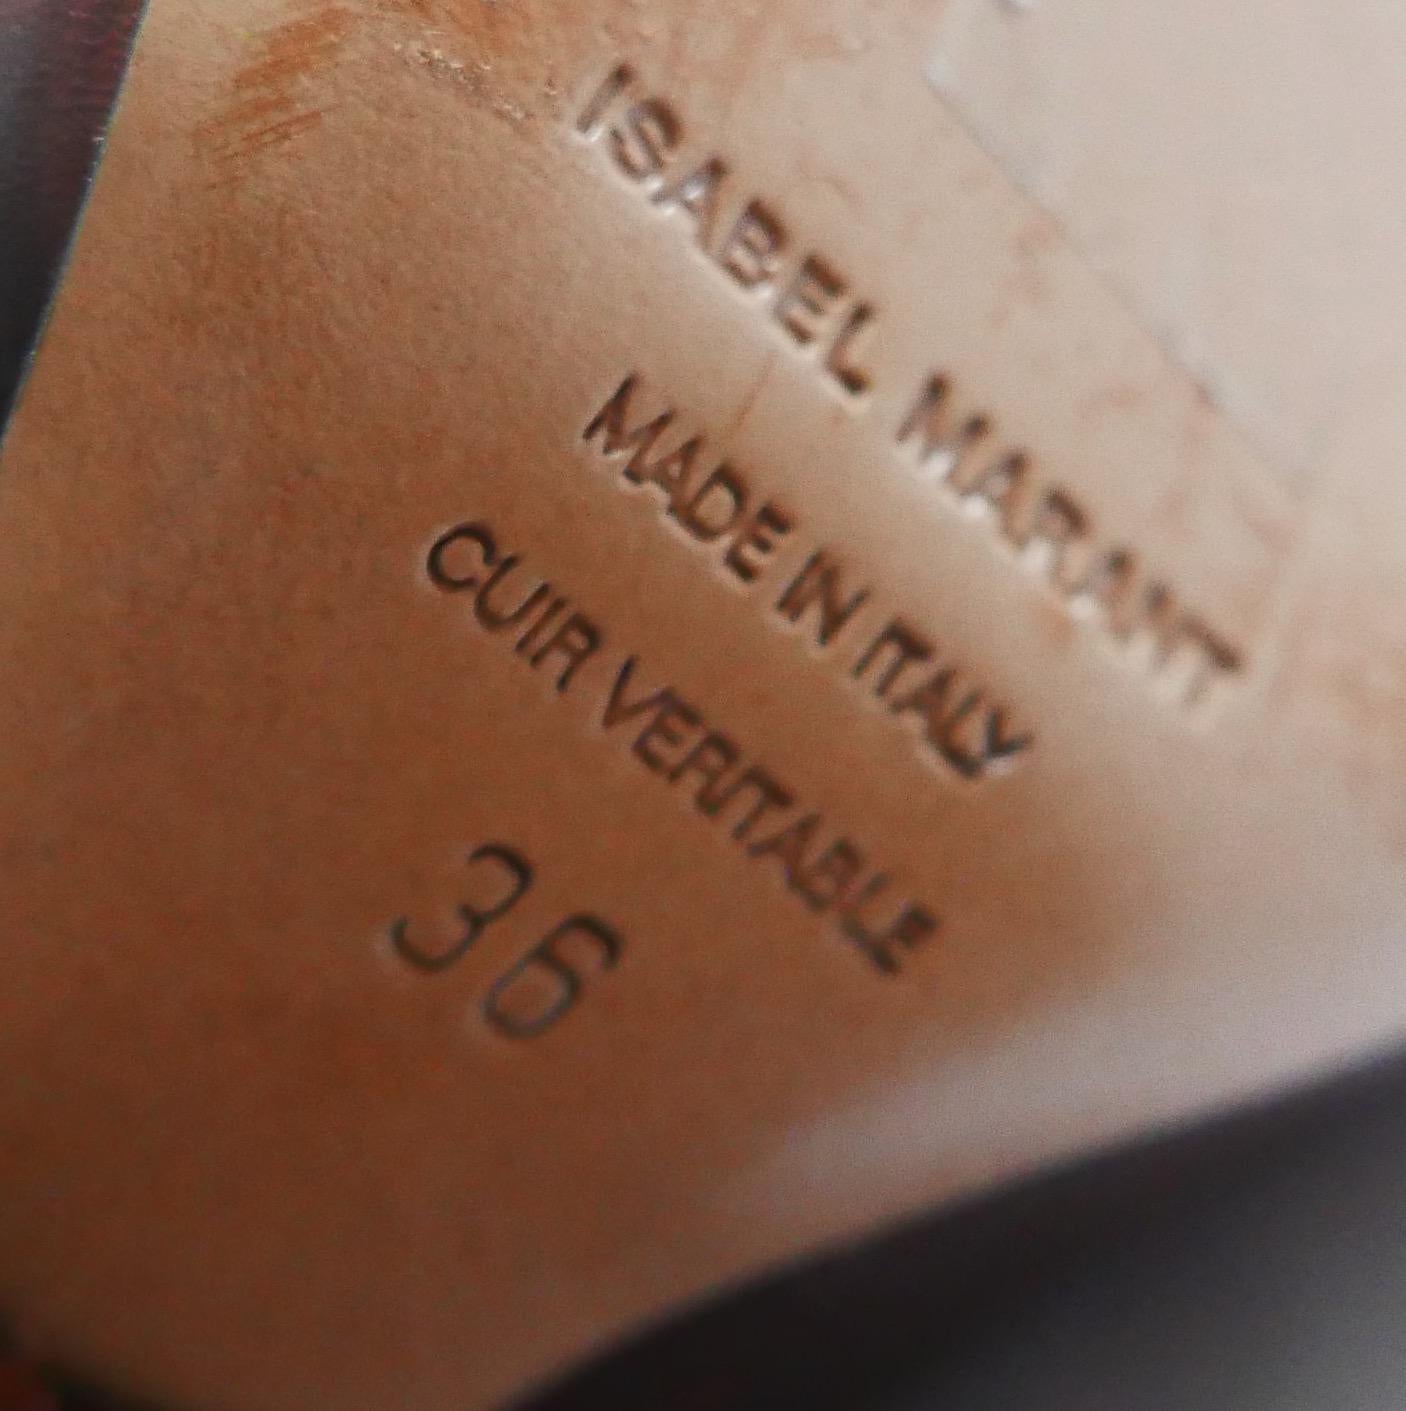 ISABEL MARANT
MADE IN ITALY
CUIR VERITABLE
36